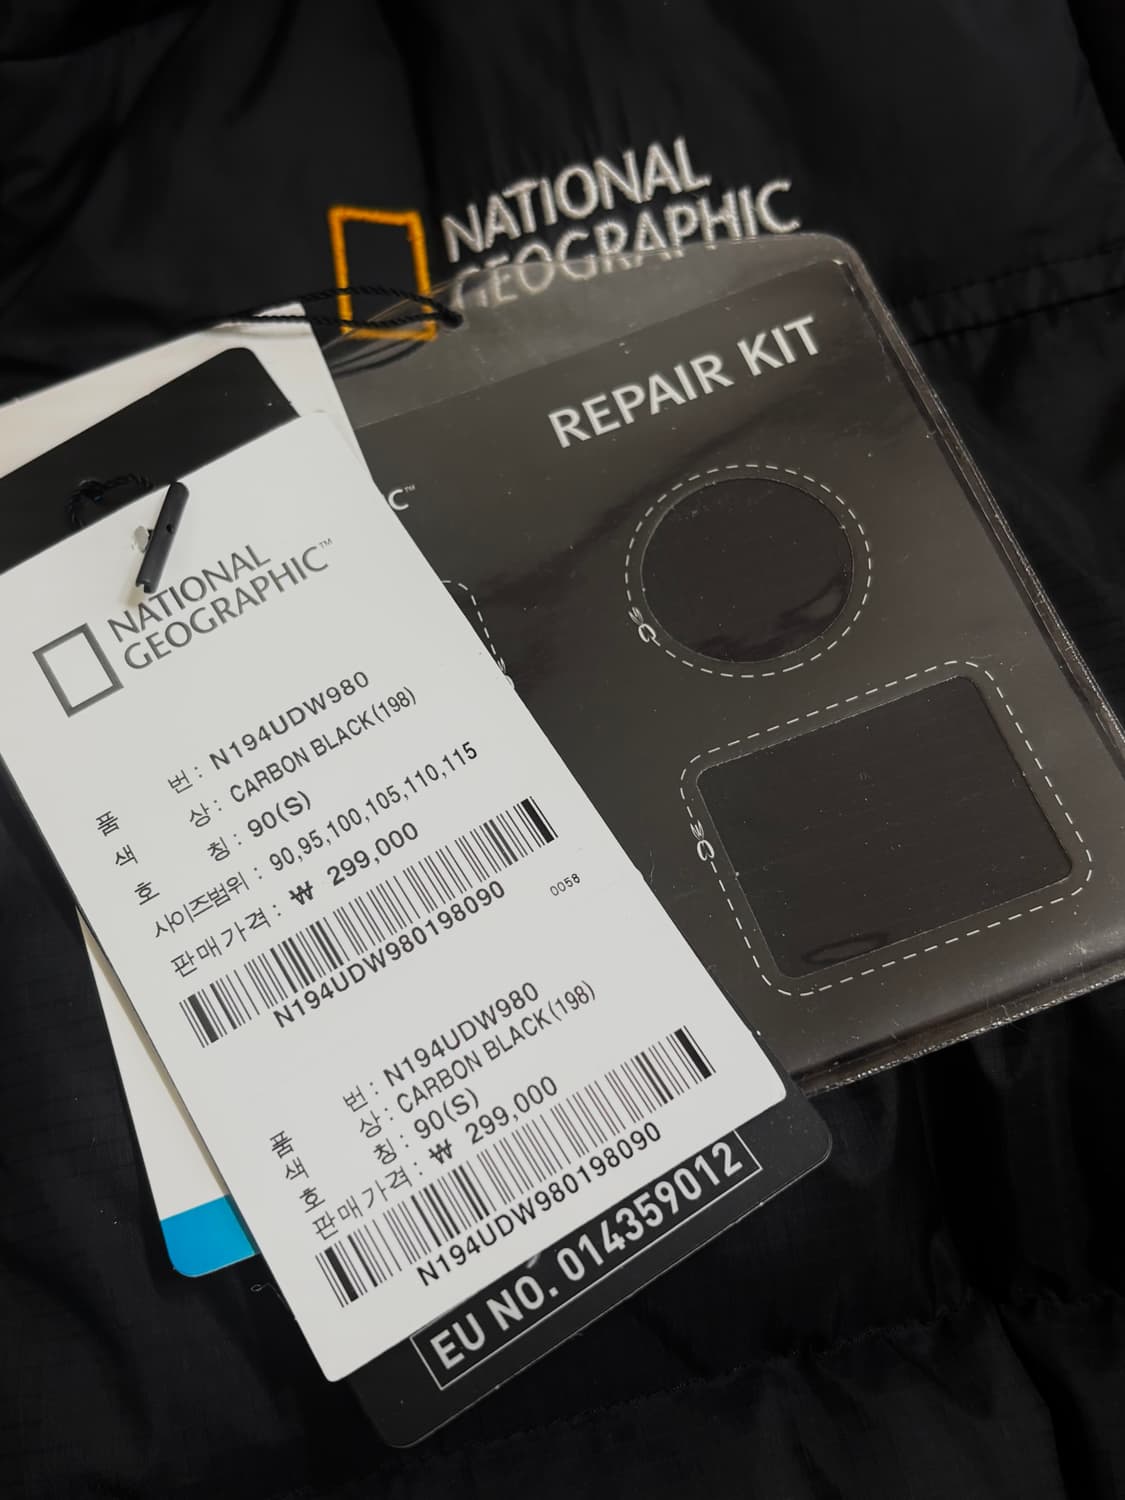 NATIONAL
GEOGRAPHIC
REPAIR KIT
C™
NATIONAL
GEOGRAPHIC™
품 번 : N194UDW980
색 상 : CARBON BLACK(198)
호 칭 : 90(S)
사이즈범위 : 90,95,100,105,110,115
판매가격 : ₩ 299,000
N194UDW980198090
0058
품 번 : N194UDW980
색 상 : CARBON BLACK(198)
호 칭 : 90(S)
판매가격 : ₩ 299,000
N194UDW980198090
EU NO. 014359012